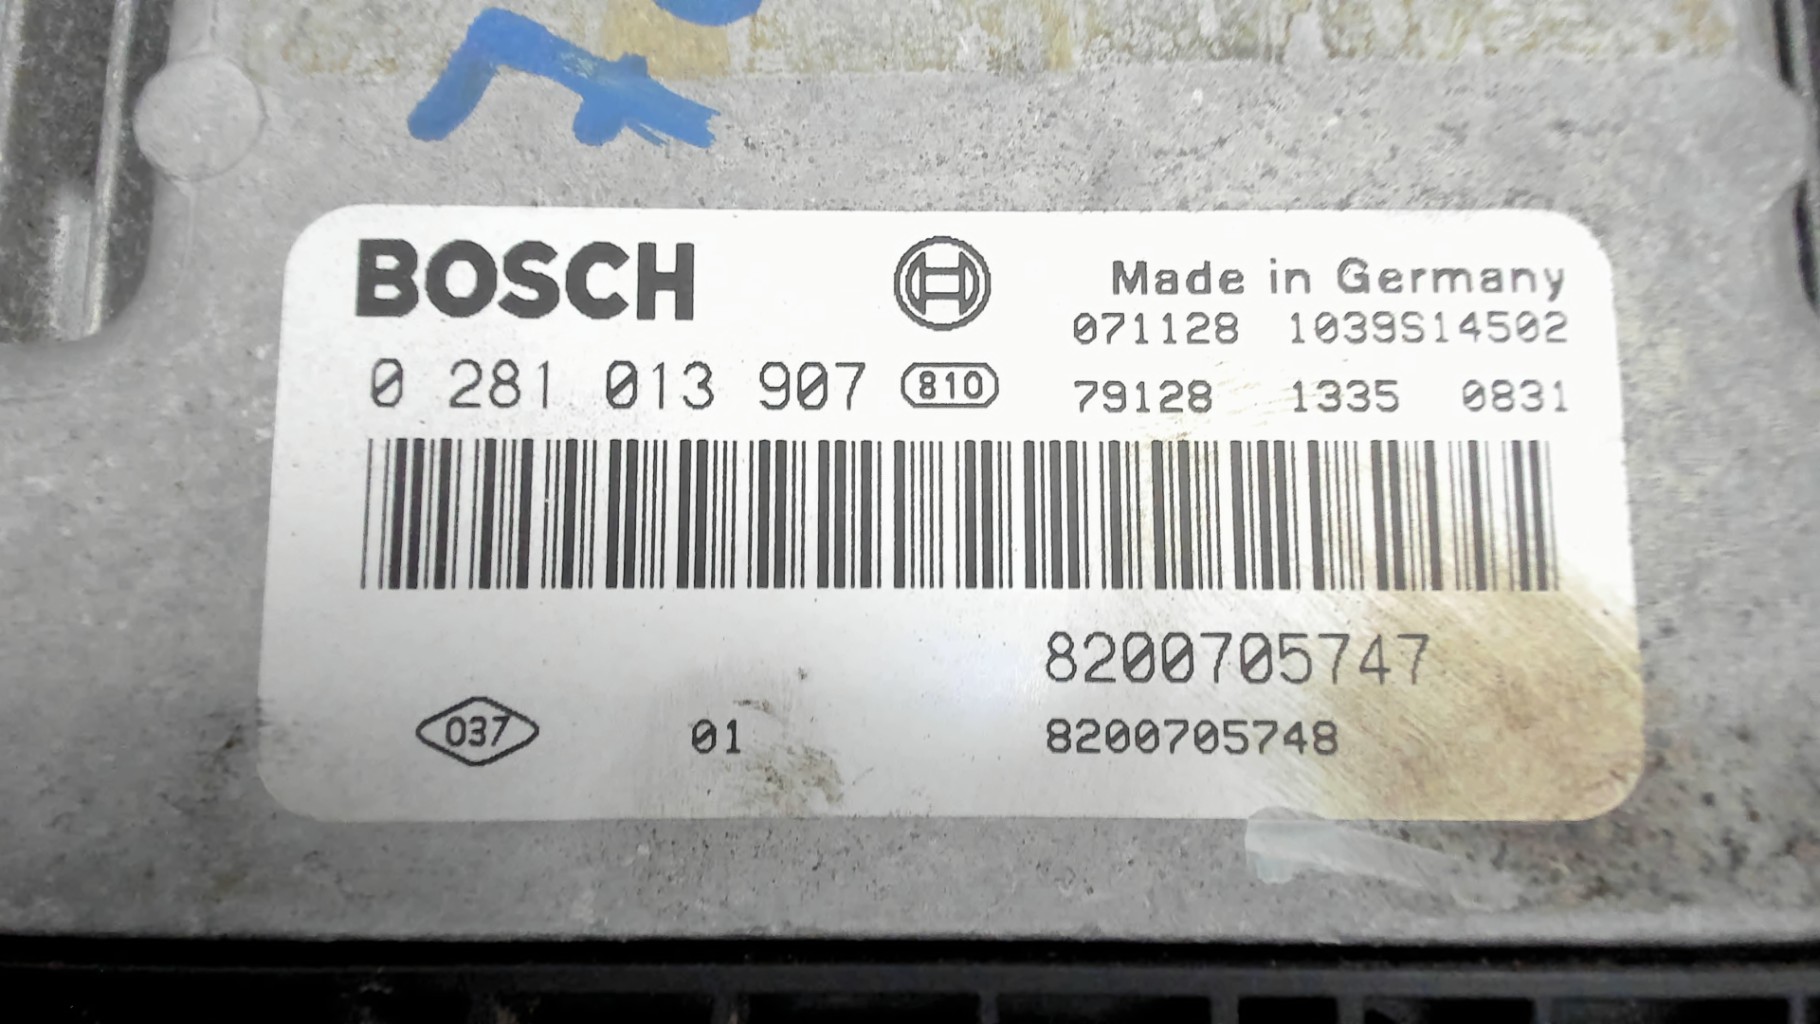 BOSCH
Made in Germany
071128 1039S14502
0 281 013 907 810
79128 1335 0831
8200705747
037 01 8200705748